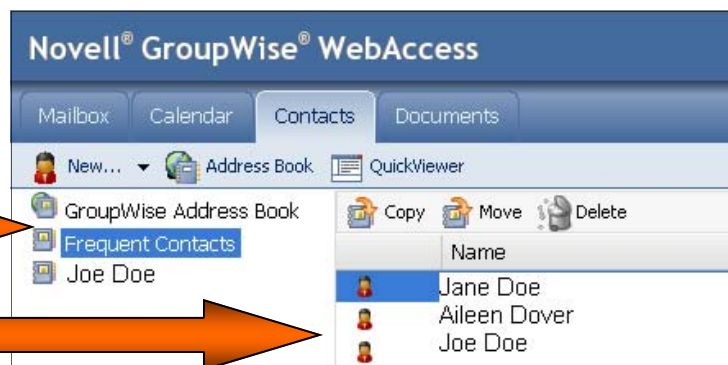 Novell® GroupWise® WebAccess
Mailbox Calendar Contacts Documents
New... Address Book QuickViewer
GroupWise Address Book
Frequent Contacts
Joe Doe
Copy Move Delete
Name
Jane Doe
Aileen Dover
Joe Doe